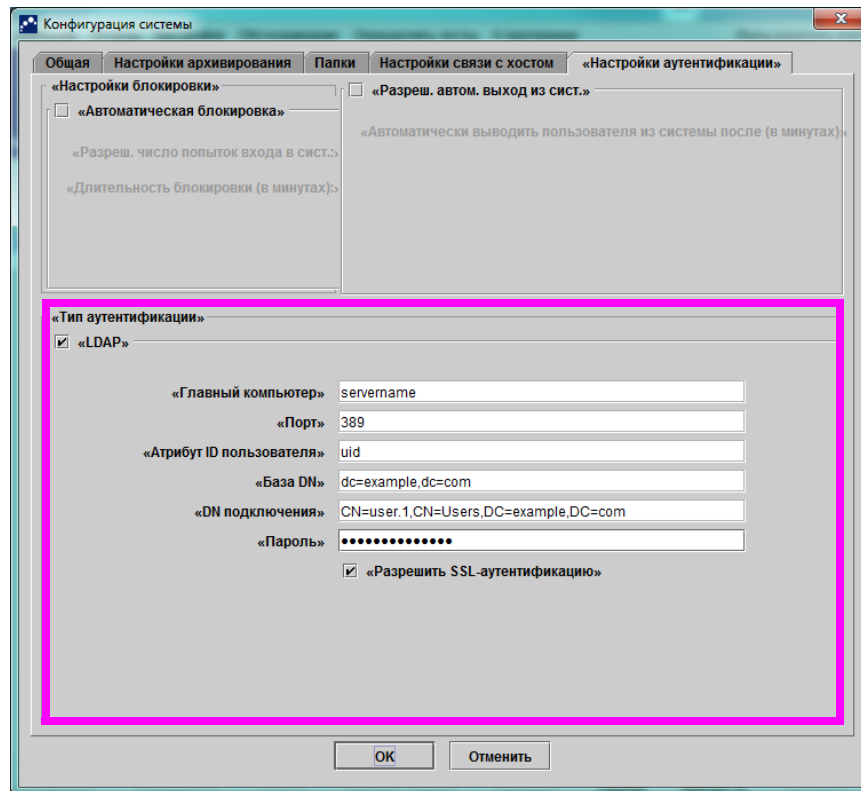 Конфигурация системы
Общая Настройки архивирования Папки Настройки связи с хостом «Настройки аутентификации»
«Настройки блокировки»
«Автоматическая блокировка»
«Разреш. число попыток входа в сист.:»
«Длительность блокировки (в минутах):»
«Разреш. автом. выход из сист.»
«Автоматически выводить пользователя из системы после (в минутах):»
«Тип аутентификации»
«LDAP»
«Главный компьютер» servername
«Порт» 389
«Атрибут ID пользователя» uid
«База DN» dc=example,dc=com
«DN подключения» CN=user.1,CN=Users,DC=example,DC=com
«Пароль» ••••••••••••••
«Разрешить SSL-аутентификацию»
OK Отменить